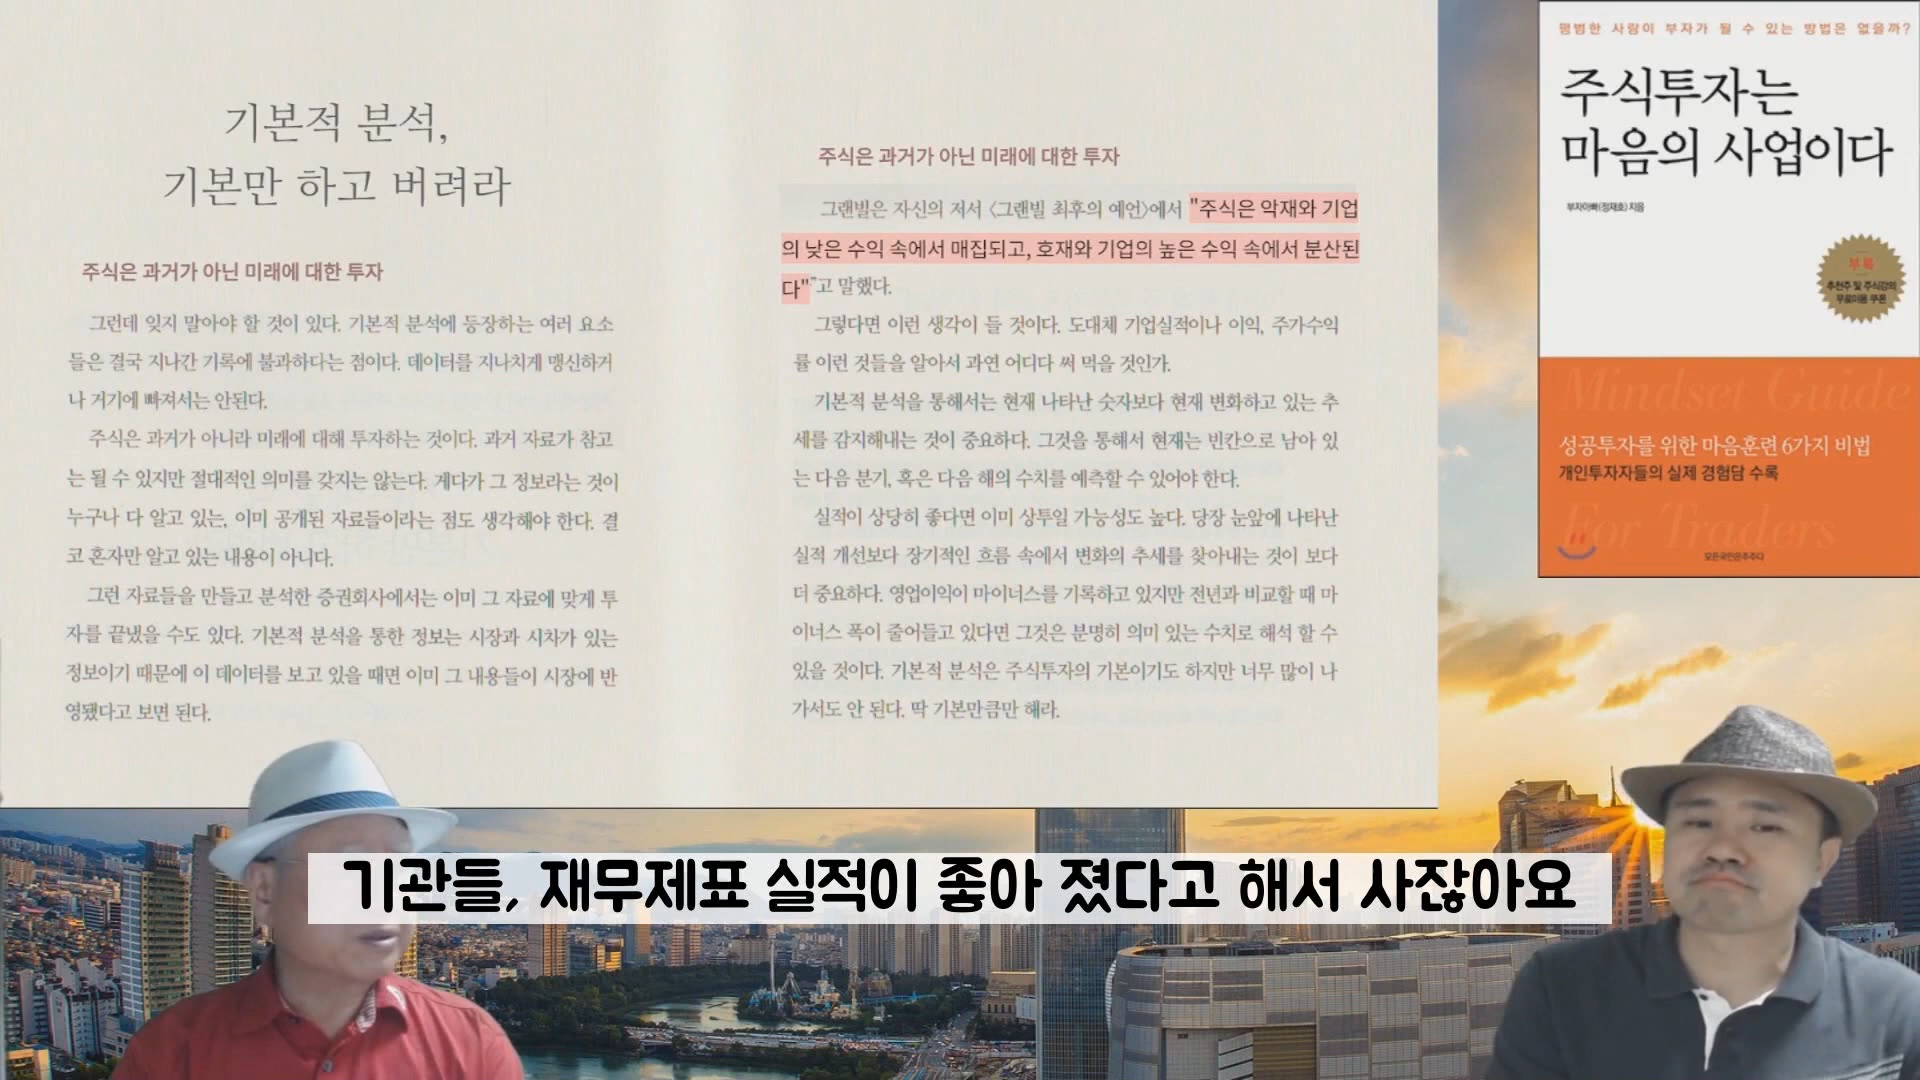 기본적 분석,
기본만 하고 버려라
주식은 과거가 아닌 미래에 대한 투자
그런데 잊지 말아야 할 것이 있다. 기본적 분석에 등장하는 여러 요소
들은 결국 지나간 기록에 불과하다는 점이다. 데이터를 지나치게 맹신하거
나 거기에 빠져서는 안된다.
주식은 과거가 아니라 미래에 대해 투자하는 것이다. 과거 자료가 참고
는 될 수 있지만 절대적인 의미를 갖지는 않는다. 게다가 그 정보라는 것이
누구나 다 알고 있는, 이미 공개된 자료들이라는 점도 생각해야 한다. 결
코 혼자만 알고 있는 내용이 아니다.
그런 자료들을 만들고 분석한 증권회사에서는 이미 그 자료에 맞게 투
자를 끝냈을 수도 있다. 기본적 분석을 통한 정보는 시장과 시차가 있는
정보이기 때문에 이 데이터를 보고 있을 때면 이미 그 내용들이 시장에 반
영됐다고 보면 된다.
주식은 과거가 아닌 미래에 대한 투자
그랜빌은 자신의 저서 〈그랜빌 최후의 예언〉에서 "주식은 악재와 기업
의 낮은 수익 속에서 매집되고, 호재와 기업의 높은 수익 속에서 분산된
다"”고 말했다.
그렇다면 이런 생각이 들 것이다. 도대체 기업실적이나 이익, 주가수익
률 이런 것들을 알아서 과연 어디다 써 먹을 것인가.
기본적 분석을 통해서는 현재 나타난 숫자보다 현재 변화하고 있는 추
세를 감지해내는 것이 중요하다. 그것을 통해서 현재는 빈칸으로 남아 있
는 다음 분기, 혹은 다음 해의 수치를 예측할 수 있어야 한다.
실적이 상당히 좋다면 이미 상투일 가능성도 높다. 당장 눈앞에 나타난
실적 개선보다 장기적인 흐름 속에서 변화의 추세를 찾아내는 것이 보다
더 중요하다. 영업이익이 마이너스를 기록하고 있지만 전년과 비교할 때 마
이너스 폭이 줄어들고 있다면 그것은 분명히 의미 있는 수치로 해석 할 수
있을 것이다. 기본적 분석은 주식투자의 기본이기도 하지만 너무 많이 나
가서도 안 된다. 딱 기본만큼만 해라.
평범한 사람이 부자가 될 수 있는 방법은 없을까?
주식투자는
마음의 사업이다
부자아빠(정재호) 지음
부록
추천주 및 주식강의
무료이용 쿠폰
Mindset Guide
성공투자를 위한 마음훈련 6가지 비법
개인투자자들의 실제 경험담 수록
For Traders
모든국민은주주다
기관들, 재무제표 실적이 좋아 졌다고 해서 사잖아요